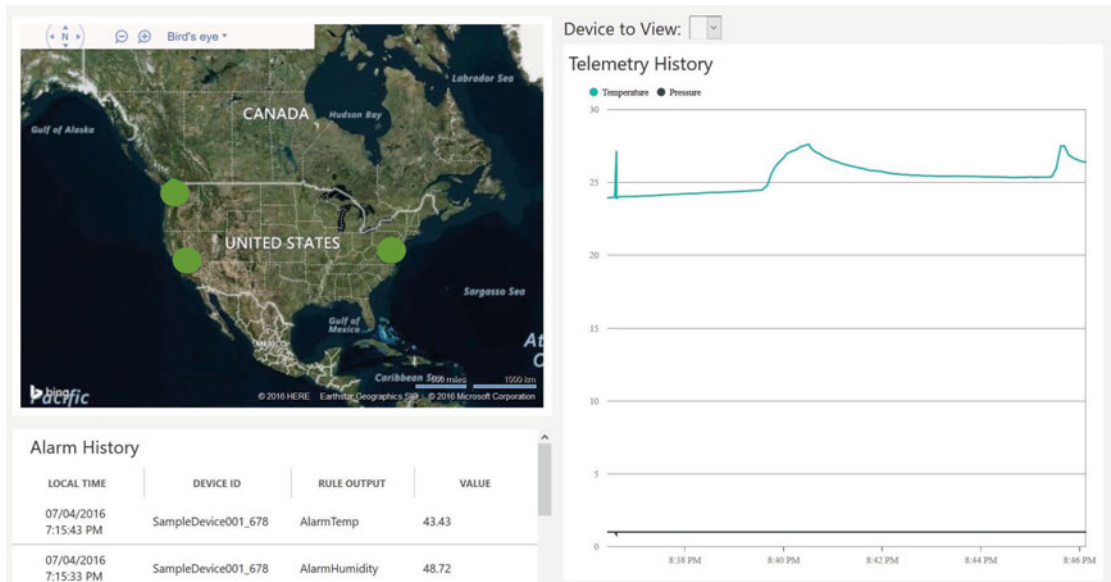 N
Bird's eye
Labrador Sea
CANADA
Hudson Bay
Gulf of Alaska
UNITED STATES
Sargasso Sea
Gulf of
Mexico
MEXICO
At
O
Caribbean Sea
500 miles 1000 km
bing
Pacific
© 2016 HERE Earthstar Geographics SIO © 2016 Microsoft Corporation
Alarm History
LOCAL TIME DEVICE ID RULE OUTPUT VALUE
07/04/2016
7:15:43 PM SampleDevice001_678 AlarmTemp 43.43
07/04/2016
7:15:33 PM SampleDevice001_678 AlarmHumidity 48.72
Device to View:
Telemetry History
Temperature Pressure
30
25
20
15
10
5
0
8:38 PM 8:40 PM 8:42 PM 8:44 PM 8:46 PM